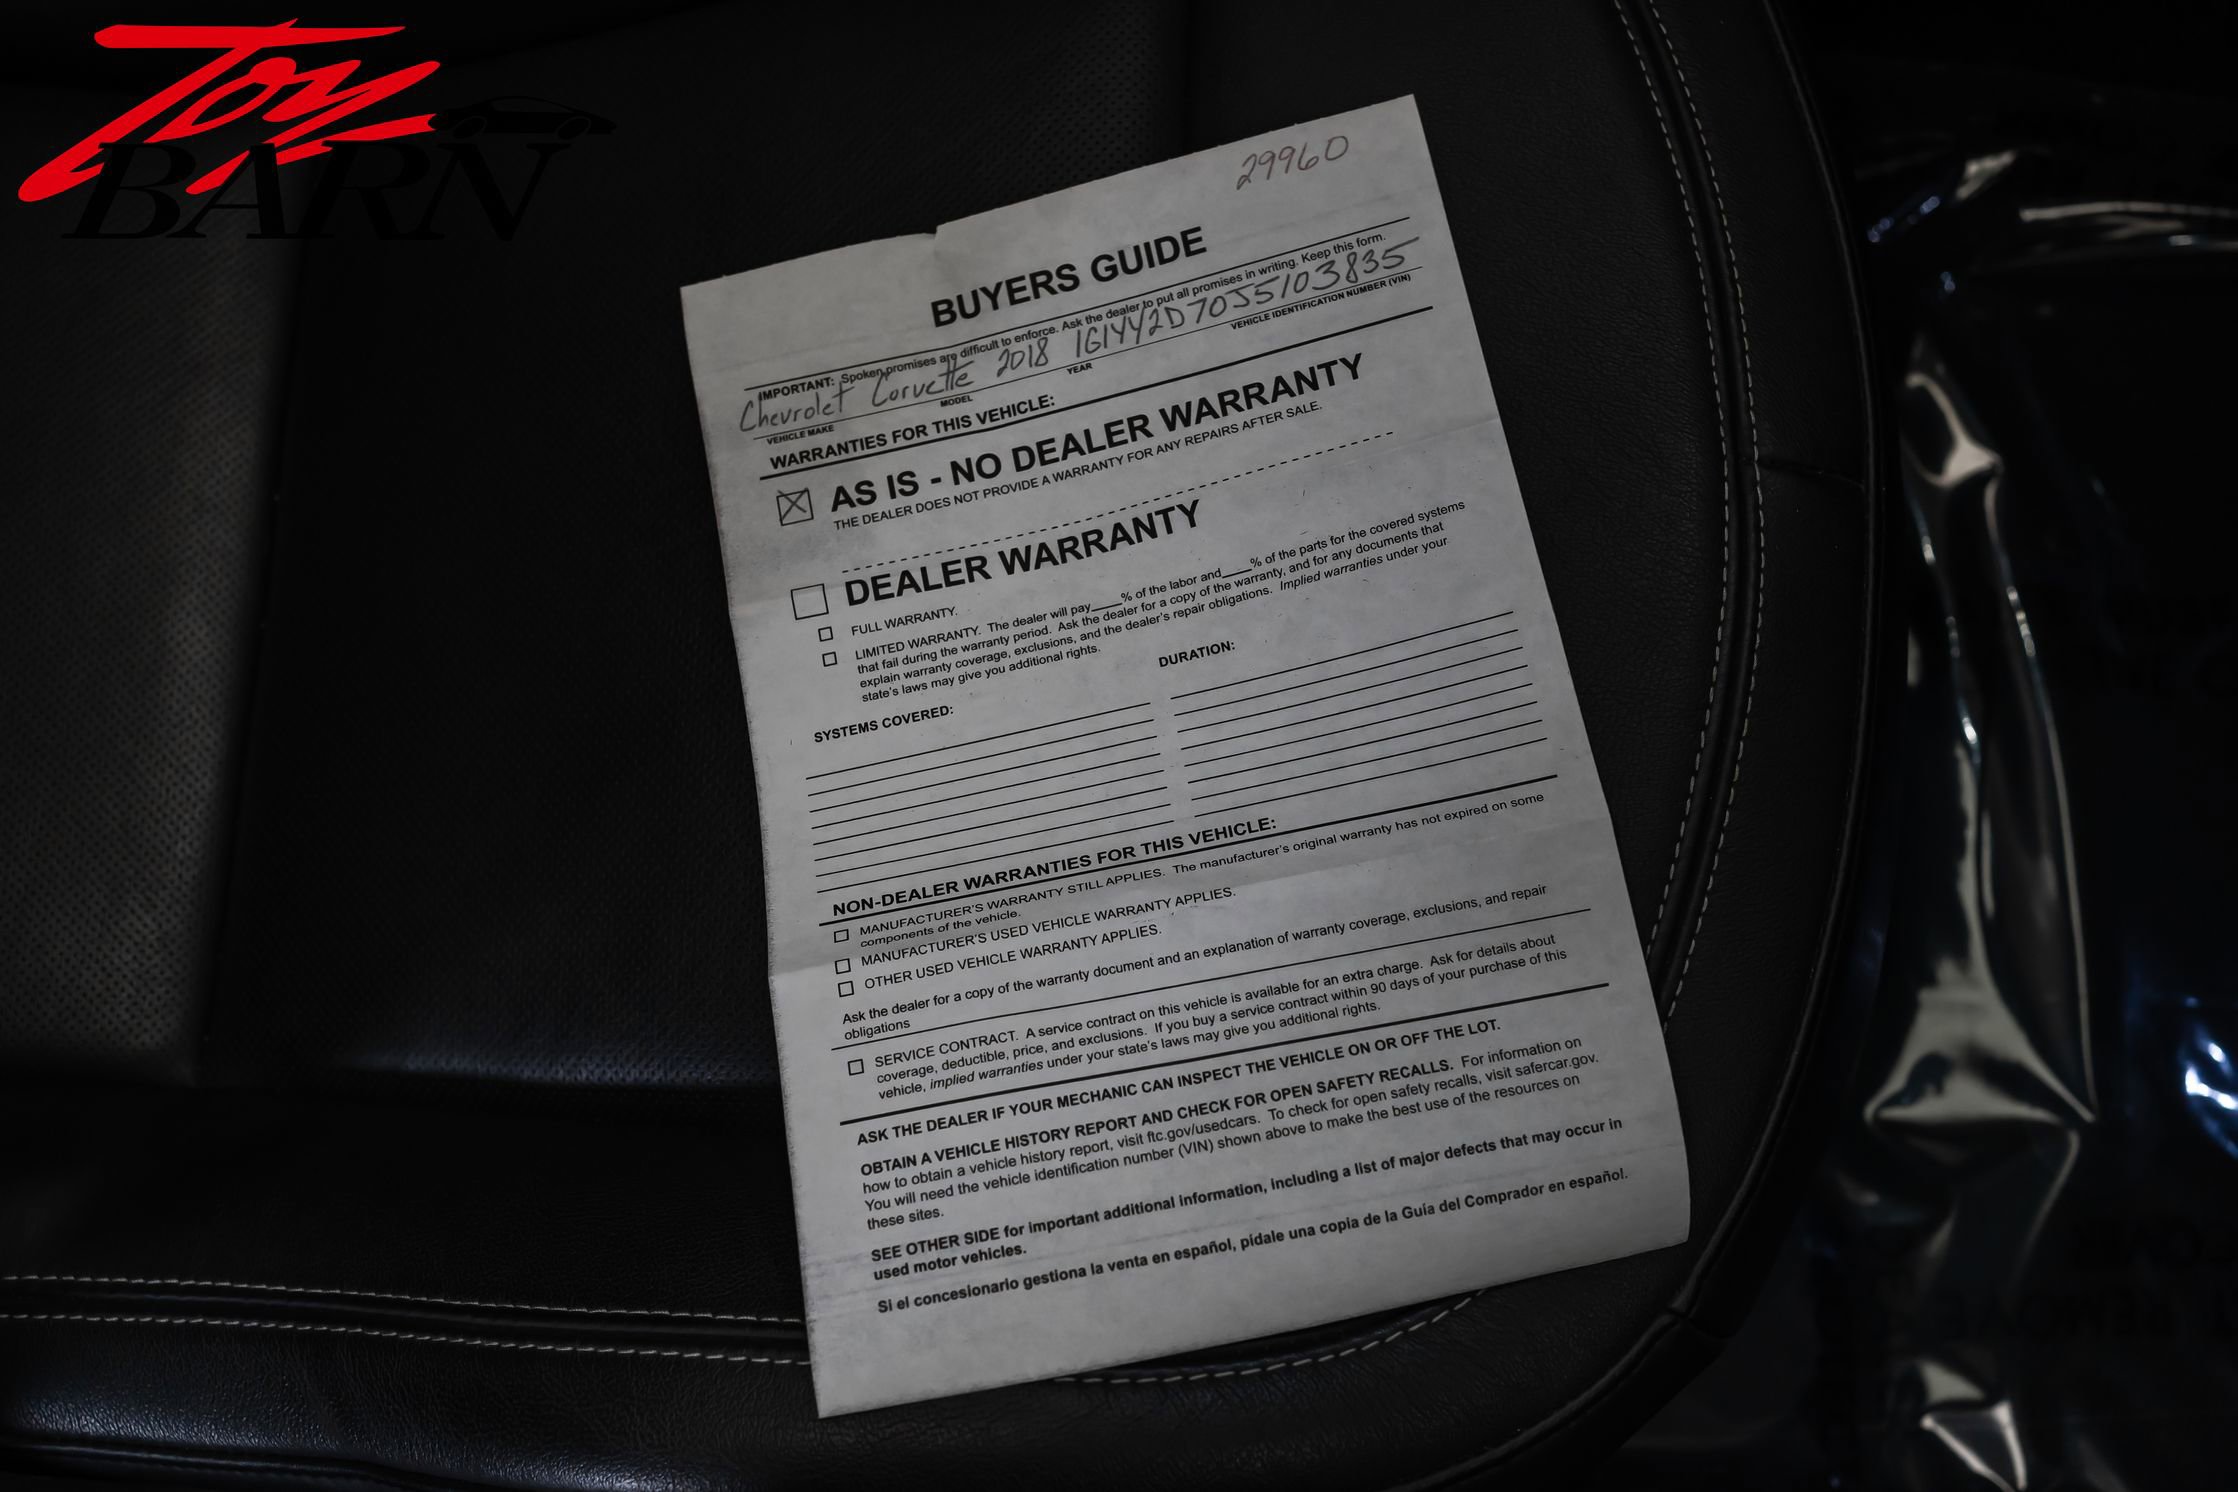 Toy
BARN
29960
BUYERS GUIDE
IMPORTANT: Spoken promises are difficult to enforce. Ask the dealer to put all promises in writing. Keep this form.
Chevrolet Corvette 2018 1G1YY2D70J5103835
VEHICLE MAKE MODEL YEAR VEHICLE IDENTIFICATION NUMBER (VIN)
WARRANTIES FOR THIS VEHICLE:
AS IS - NO DEALER WARRANTY
THE DEALER DOES NOT PROVIDE A WARRANTY FOR ANY REPAIRS AFTER SALE.
DEALER WARRANTY
FULL WARRANTY.
LIMITED WARRANTY. The dealer will pay____% of the labor and____% of the parts for the covered systems
that fail during the warranty period. Ask the dealer for a copy of the warranty, and for any documents that
explain warranty coverage, exclusions, and the dealer's repair obligations. Implied warranties under your
state's laws may give you additional rights.
SYSTEMS COVERED: DURATION:
NON-DEALER WARRANTIES FOR THIS VEHICLE:
MANUFACTURER'S WARRANTY STILL APPLIES. The manufacturer's original warranty has not expired on some
components of the vehicle.
MANUFACTURER'S USED VEHICLE WARRANTY APPLIES.
OTHER USED VEHICLE WARRANTY APPLIES.
Ask the dealer for a copy of the warranty document and an explanation of warranty coverage, exclusions, and repair
obligations
SERVICE CONTRACT. A service contract on this vehicle is available for an extra charge. Ask for details about
coverage, deductible, price, and exclusions. If you buy a service contract within 90 days of your purchase of this
vehicle, implied warranties under your state's laws may give you additional rights.
ASK THE DEALER IF YOUR MECHANIC CAN INSPECT THE VEHICLE ON OR OFF THE LOT.
OBTAIN A VEHICLE HISTORY REPORT AND CHECK FOR OPEN SAFETY RECALLS. For information on
how to obtain a vehicle history report, visit ftc.gov/usedcars. To check for open safety recalls, visit safercar.gov.
You will need the vehicle identification number (VIN) shown above to make the best use of the resources on
these sites.
SEE OTHER SIDE for important additional information, including a list of major defects that may occur in
used motor vehicles.
Si el concesionario gestiona la venta en español, pídale una copia de la Guía del Comprador en español.